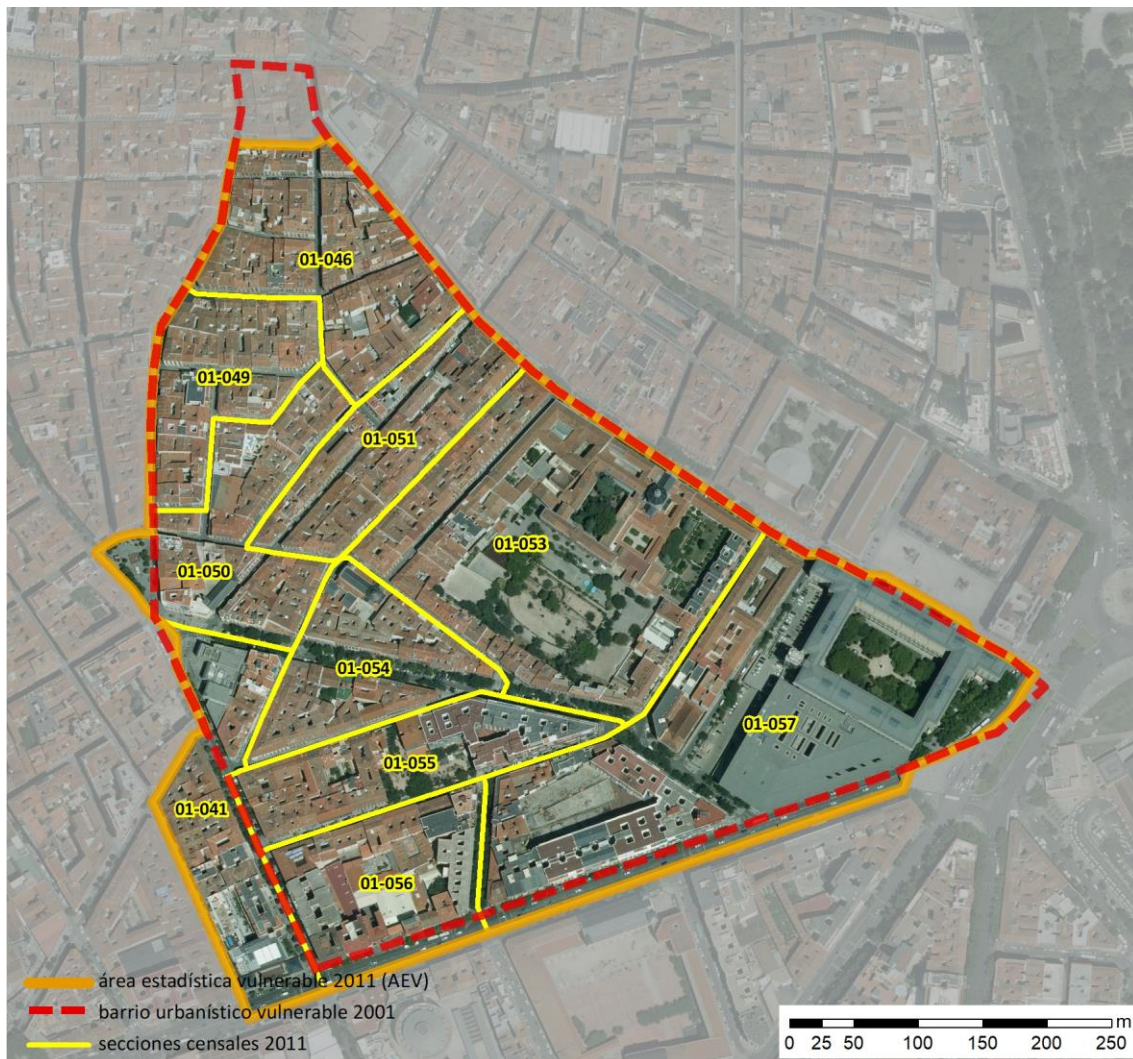 01-046
01-049
01-051
01-053
01-050
01-054
01-057
01-055
01-041
01-056
área estadística vulnerable 2011 (AEV)
barrio urbanístico vulnerable 2001
secciones censales 2011
m
0 25 50 100 150 200 250